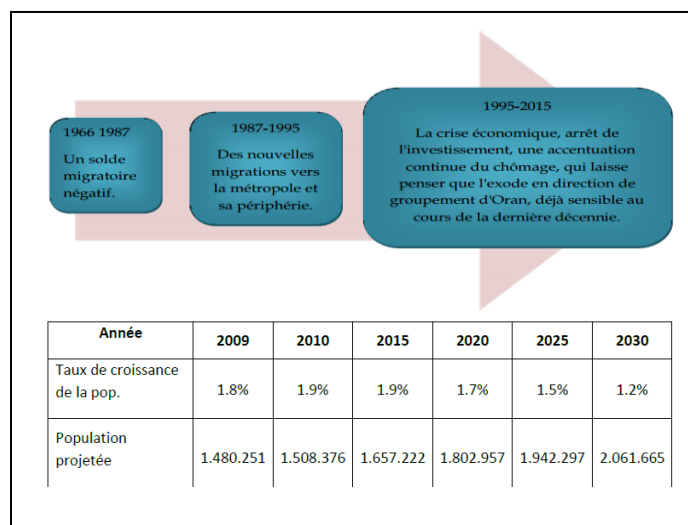 1966 1987
Un solde
migratoire
négatif.
1987-1995
Des nouvelles
migrations vers
la métropole et
sa périphérie.
1995-2015
La crise économique, arrêt de
l'investissement, une accentuation
continue du chômage, qui laisse
penser que l'exode en direction de
groupement d'Oran, déjà sensible au
cours de la dernière décennie.
Année 2009 2010 2015 2020 2025 2030
Taux de croissance
de la pop. 1.8% 1.9% 1.9% 1.7% 1.5% 1.2%
Population
projetée 1.480.251 1.508.376 1.657.222 1.802.957 1.942.297 2.061.665